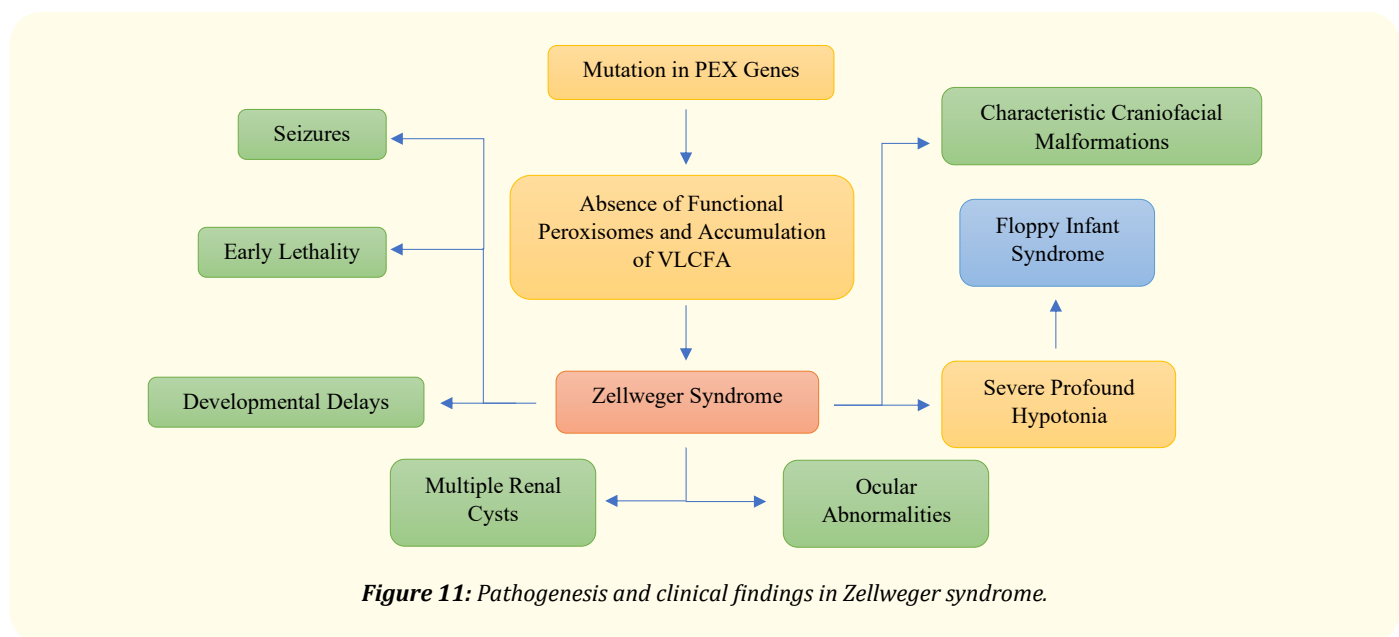 Mutation in PEX Genes
Seizures
Characteristic Craniofacial
Malformations
Absence of Functional
Peroxisomes and Accumulation
of VLCFA
Early Lethality
Floppy Infant
Syndrome
Developmental Delays
Zellweger Syndrome
Severe Profound
Hypotonia
Multiple Renal
Cysts
Ocular
Abnormalities
Figure 11: Pathogenesis and clinical findings in Zellweger syndrome.